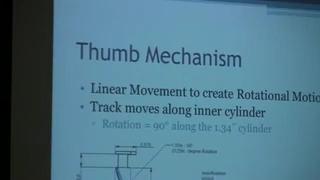 Thumb Mechanism
• Linear Movement to create Rotational Motio
• Track moves along inner cylinder
• Rotation = 90° along the 1.34" cylinder